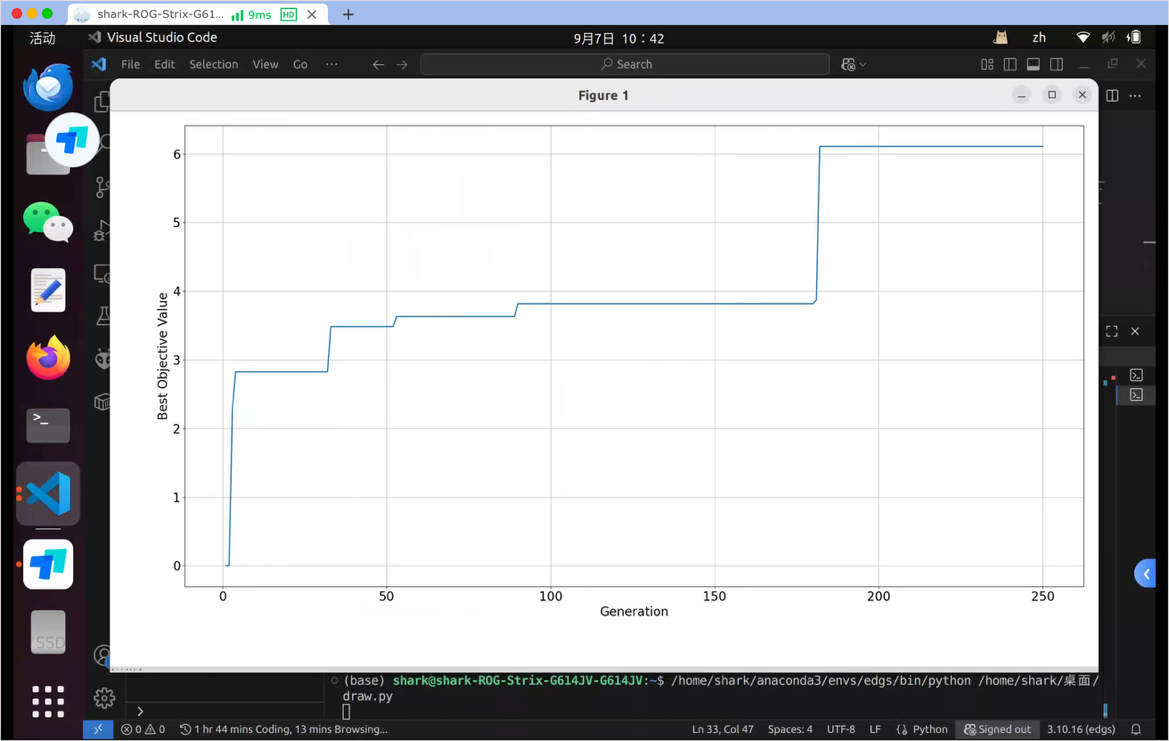 shark-ROG-Strix-G61... 9ms HD
活动 Visual Studio Code 9月7日 10：42 zh
File Edit Selection View Go ··· Search
Figure 1
6
5
4
3
2
1
0
Best Objective Value
0 50 100 150 200 250
Generation
SSD
(base) shark@shark-ROG-Strix-G614JV-G614JV:~$ /home/shark/anaconda3/envs/edgs/bin/python /home/shark/桌面/
draw.py
0 0 1 hr 44 mins Coding, 13 mins Browsing... Ln 33, Col 47 Spaces: 4 UTF-8 LF {} Python Signed out 3.10.16 (edgs)